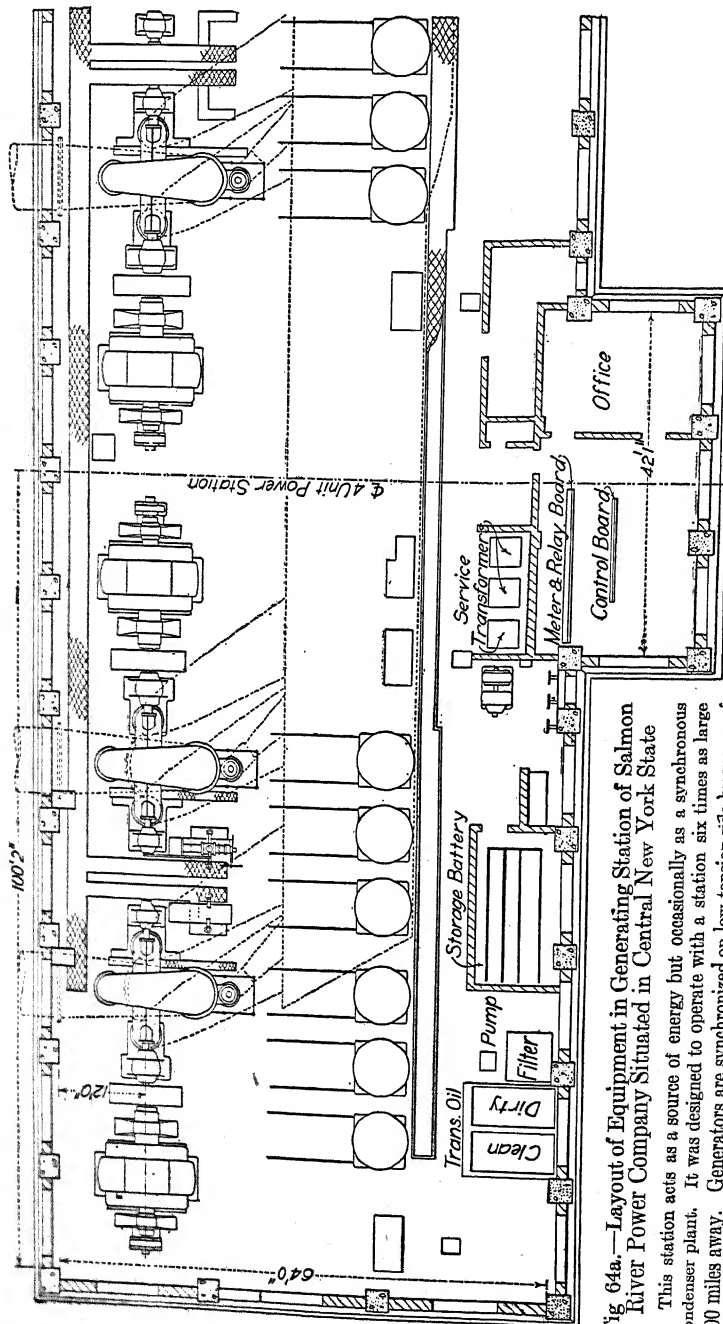 100'2"
12'0"
64'0"
₵ 4 Unit Power Station
Service
Transformers
Meter & Relay Board
Control Board
Office
42'1"
Storage Battery
Pump
Filter
Trans. Oil
Dirty
Clean
ig 64a.—Layout of Equipment in Generating Station of Salmon
River Power Company Situated in Central New York State
This station acts as a source of energy but occasionally as a synchronous
ondenser plant. It was designed to operate with a station six times as large
00 miles away. Generators are synchronized on low-tension